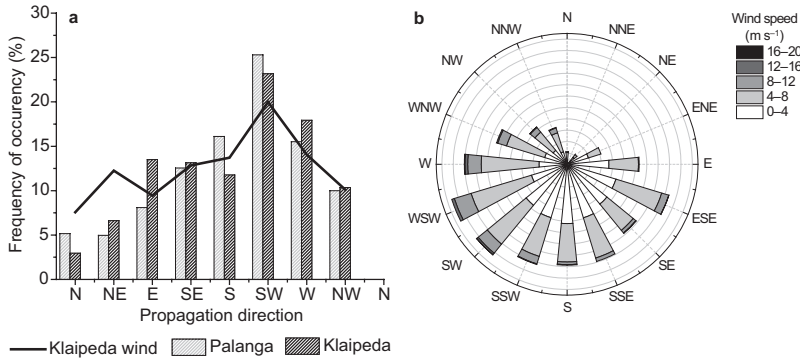 a
Frequency of occurency (%)
30
25
20
15
10
5
0
N NE E SE S SW W NW N
Propagation direction
Klaipeda wind Palanga Klaipeda
b
N
NNE
NE
ENE
E
ESE
SE
SSE
S
SSW
SW
WSW
W
WNW
NW
NNW
Wind speed
(m s⁻¹)
16–20
12–16
8–12
4–8
0–4